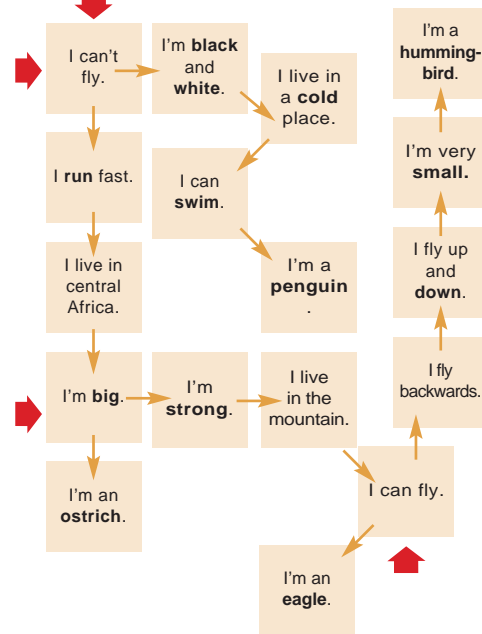 I can't
fly.
I'm black
and
white.
I live in
a cold
place.
I can
swim.
I'm a
penguin
.
I run fast.
I live in
central
Africa.
I'm big.
I'm an
ostrich.
I'm
strong.
I live
in the
mountain.
I can fly.
I'm an
eagle.
I fly
backwards.
I fly up
and
down.
I'm very
small.
I'm a
humming-
bird.